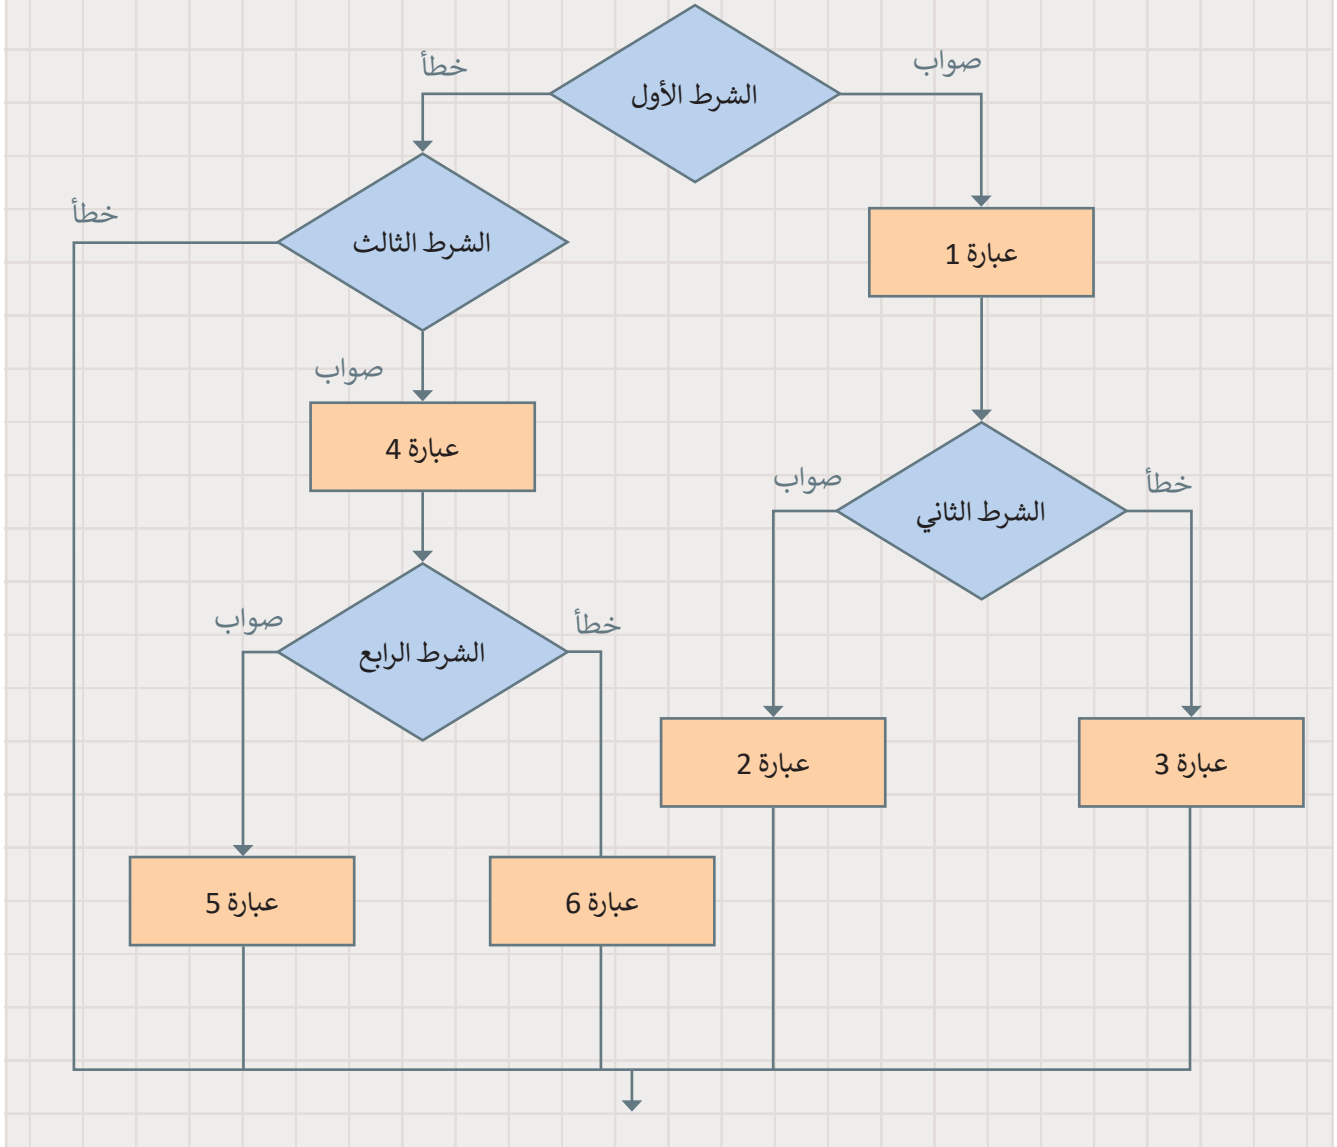 الشرط الأول
صواب
خطأ
عبارة 1
الشرط الثالث
خطأ
صواب
عبارة 4
الشرط الثاني
خطأ
صواب
الشرط الرابع
خطأ
صواب
عبارة 3
عبارة 2
عبارة 6
عبارة 5